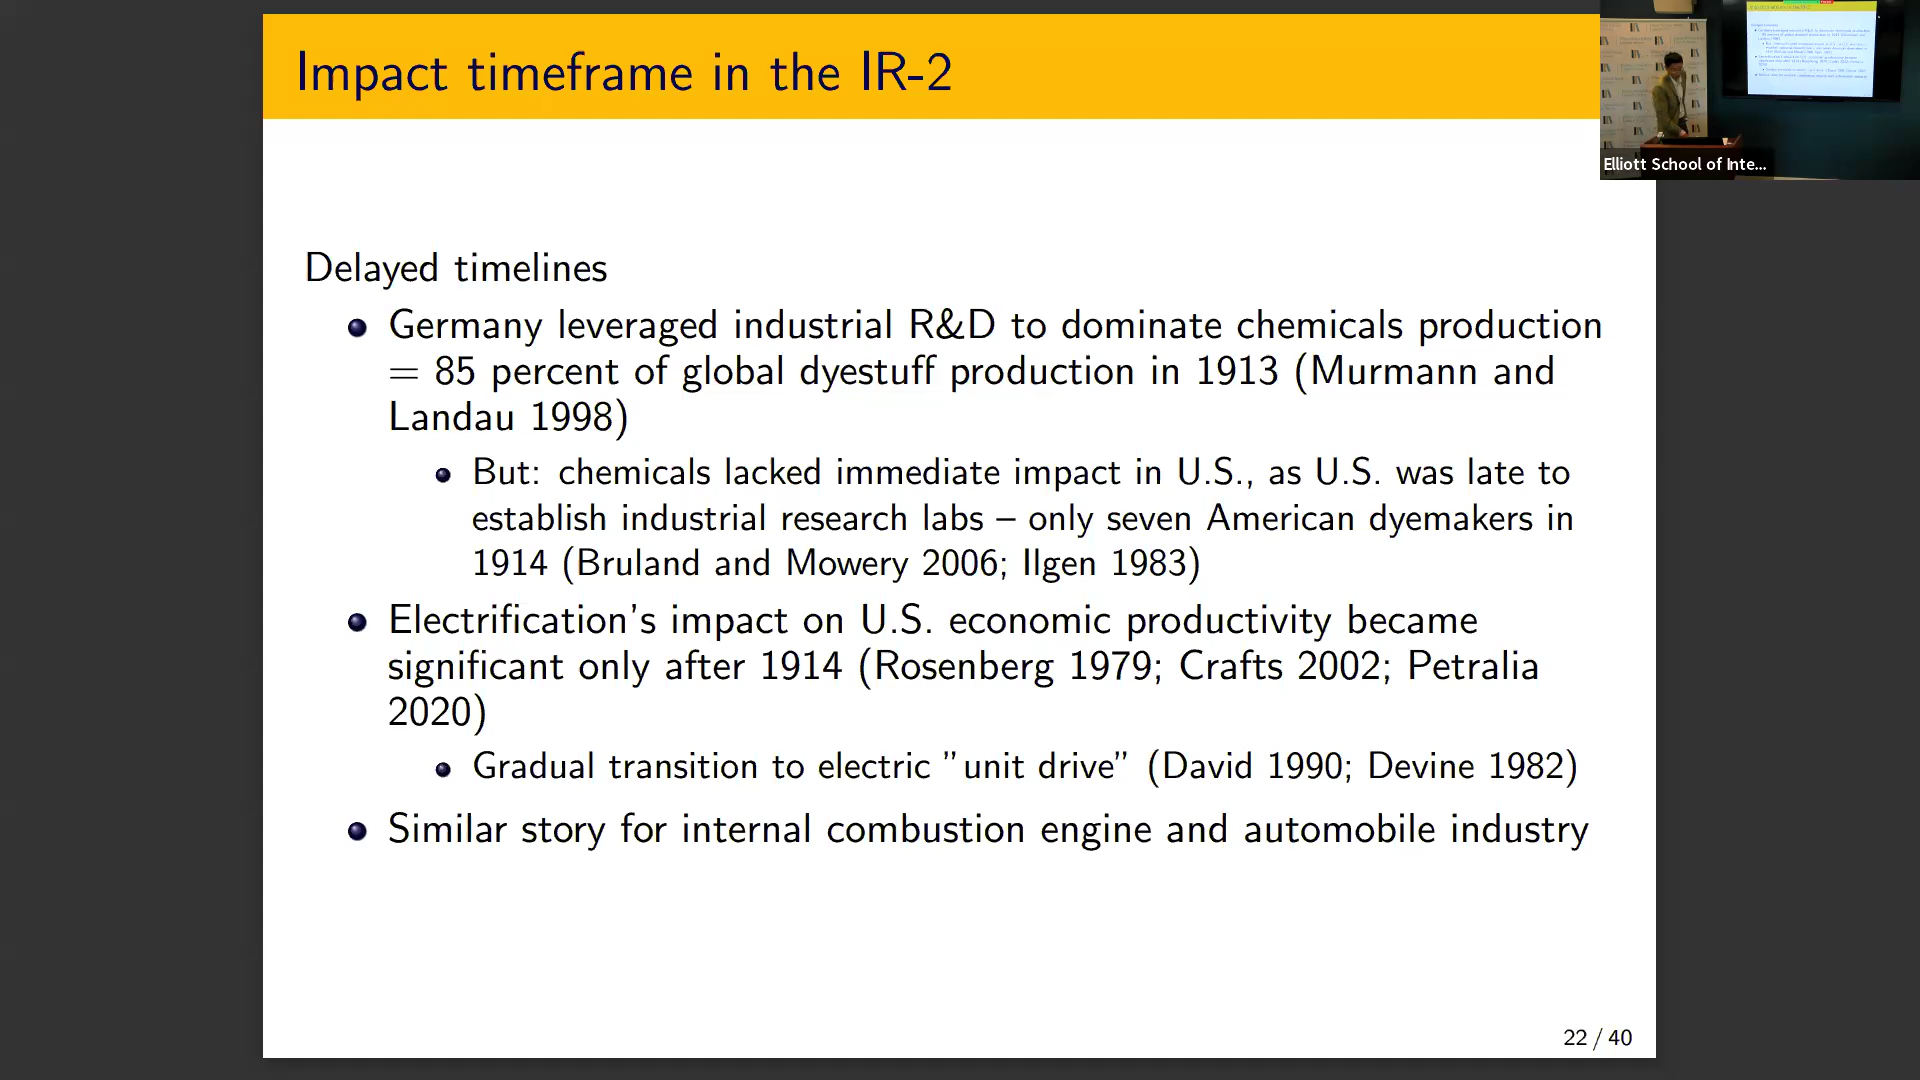 Impact timeframe in the IR-2
Elliott School of Inte...
Delayed timelines
Germany leveraged industrial R&D to dominate chemicals production
= 85 percent of global dyestuff production in 1913 (Murmann and
Landau 1998)
But: chemicals lacked immediate impact in U.S., as U.S. was late to
establish industrial research labs – only seven American dyemakers in
1914 (Bruland and Mowery 2006; Ilgen 1983)
Electrification's impact on U.S. economic productivity became
significant only after 1914 (Rosenberg 1979; Crafts 2002; Petralia
2020)
Gradual transition to electric "unit drive" (David 1990; Devine 1982)
Similar story for internal combustion engine and automobile industry
22 / 40